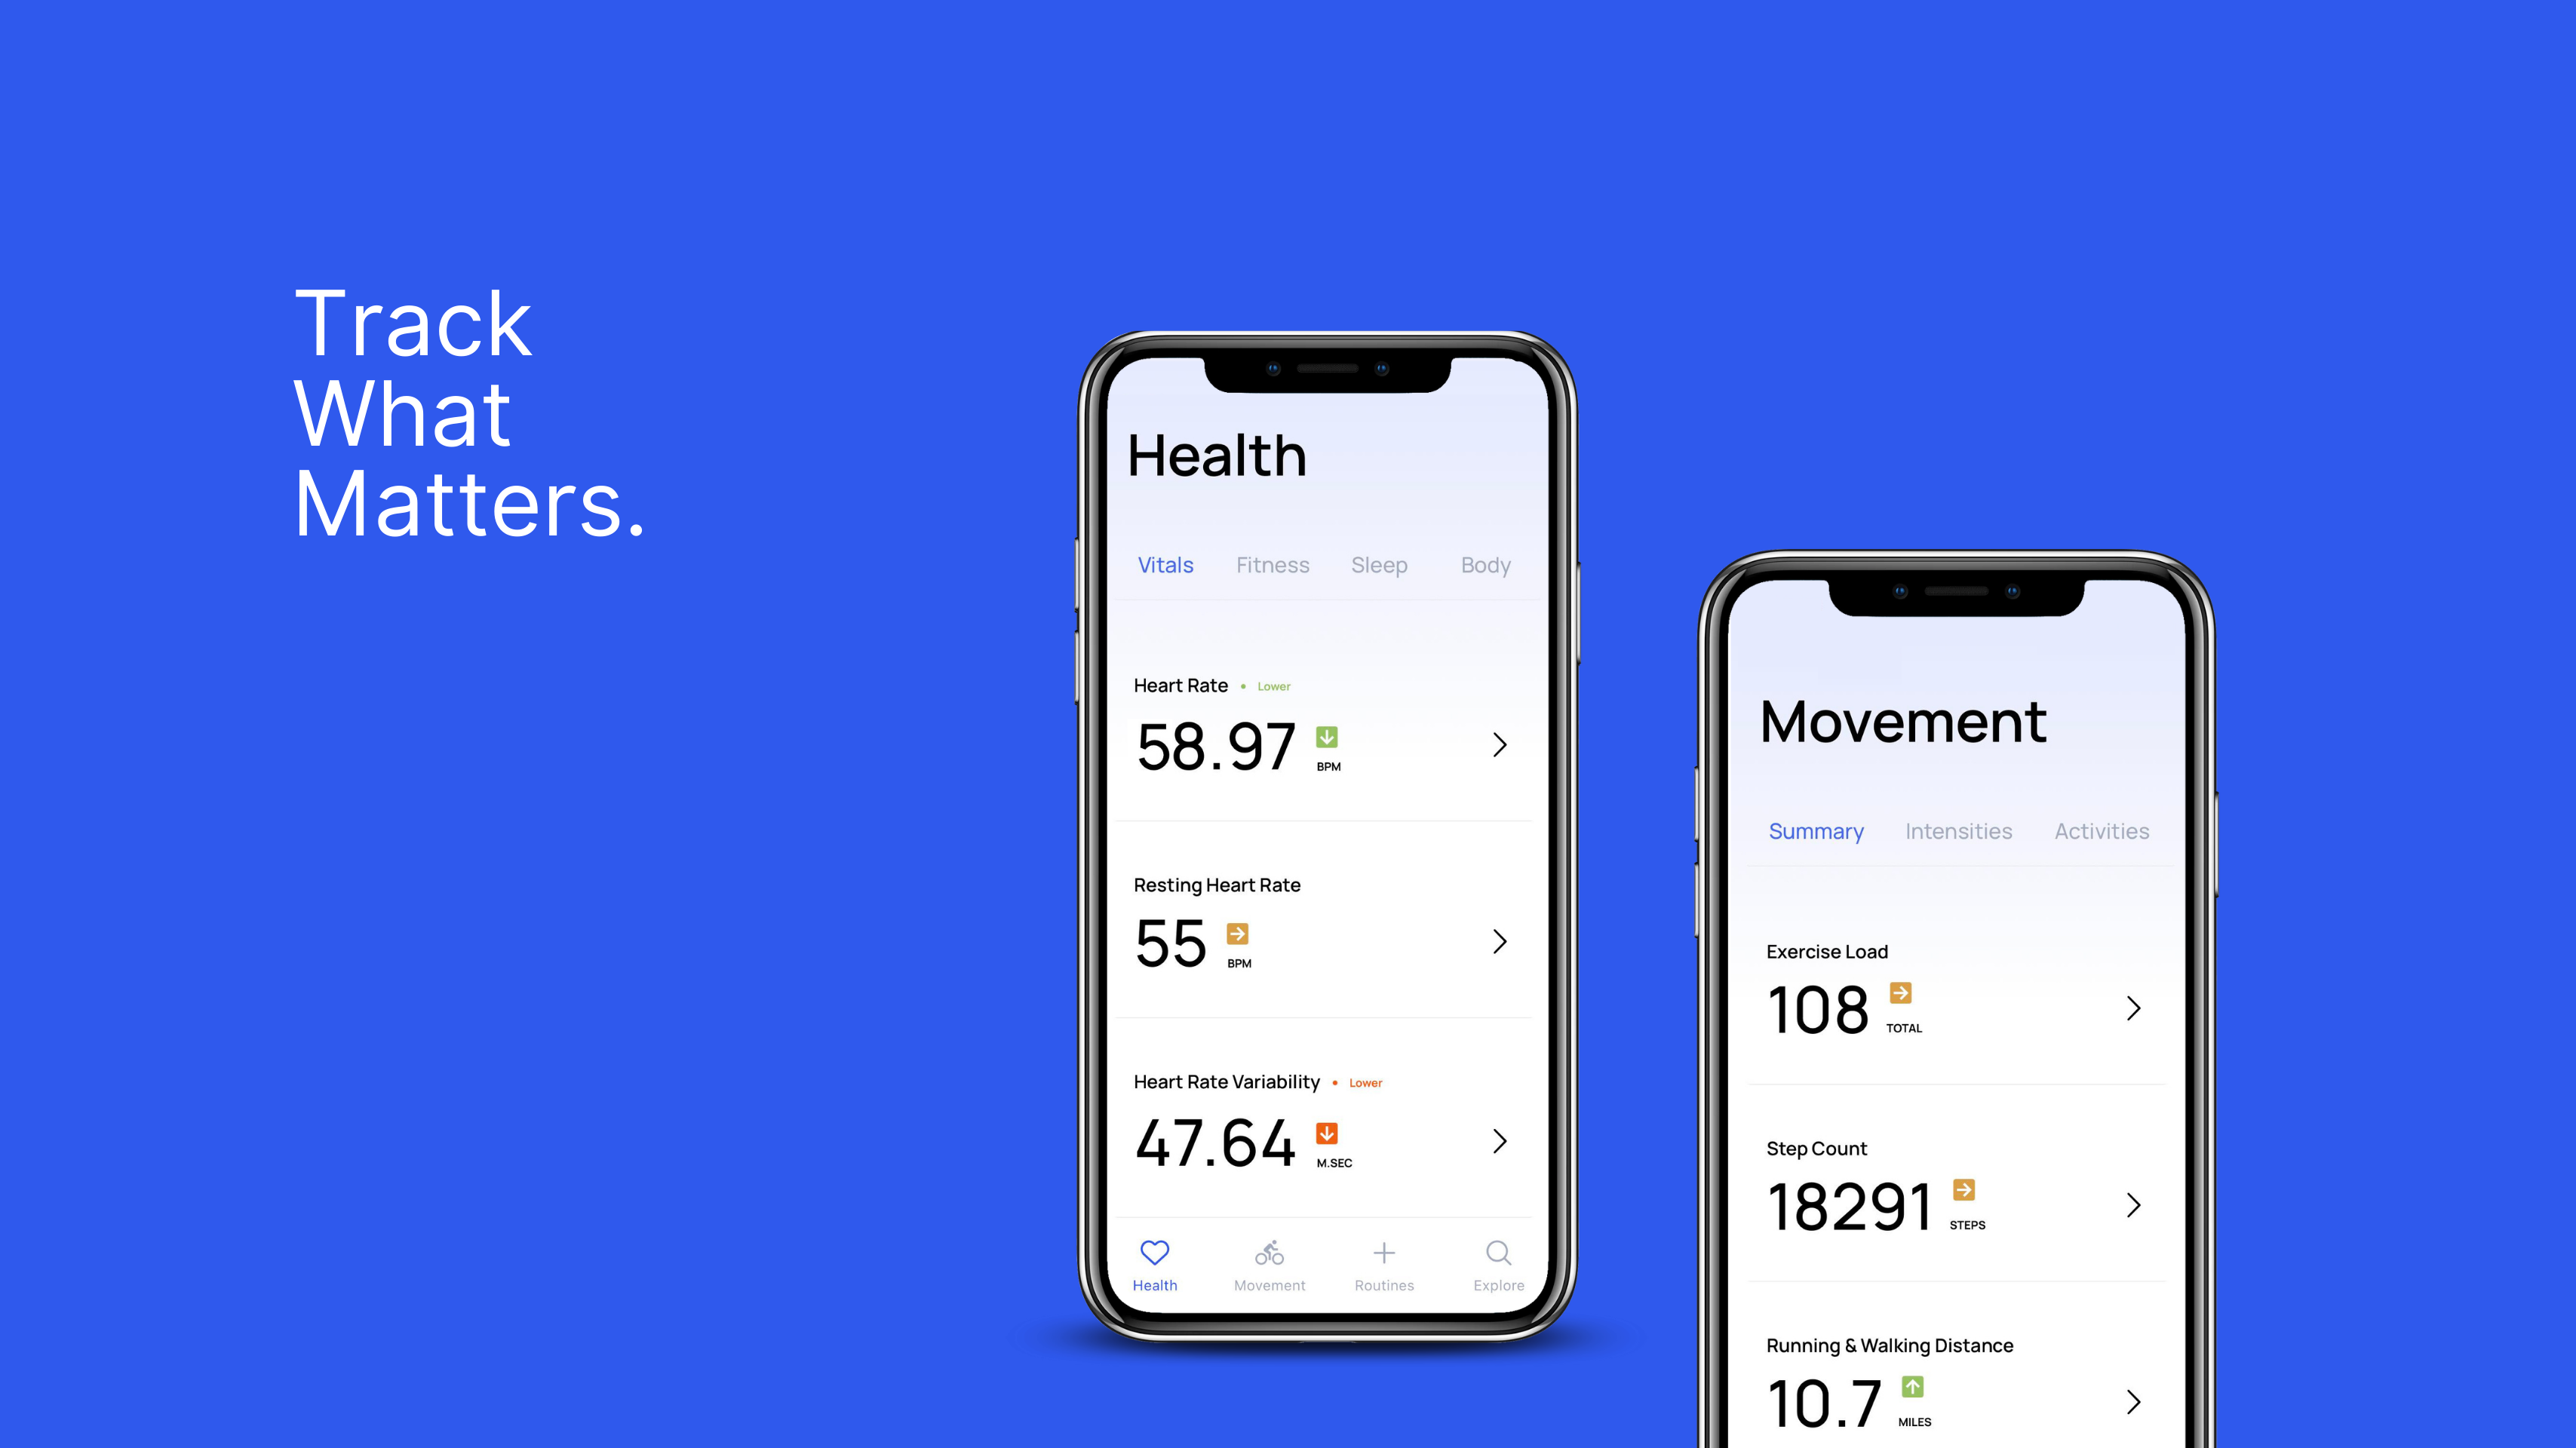 Track
What
Matters.
Health
Vitals Fitness Sleep Body
Heart Rate • Lower
58.97 BPM
Resting Heart Rate
55 BPM
Heart Rate Variability • Lower
47.64 M.SEC
Health Movement Routines Explore
Movement
Summary Intensities Activities
Exercise Load
108 TOTAL
Step Count
18291 STEPS
Running & Walking Distance
10.7 MILES